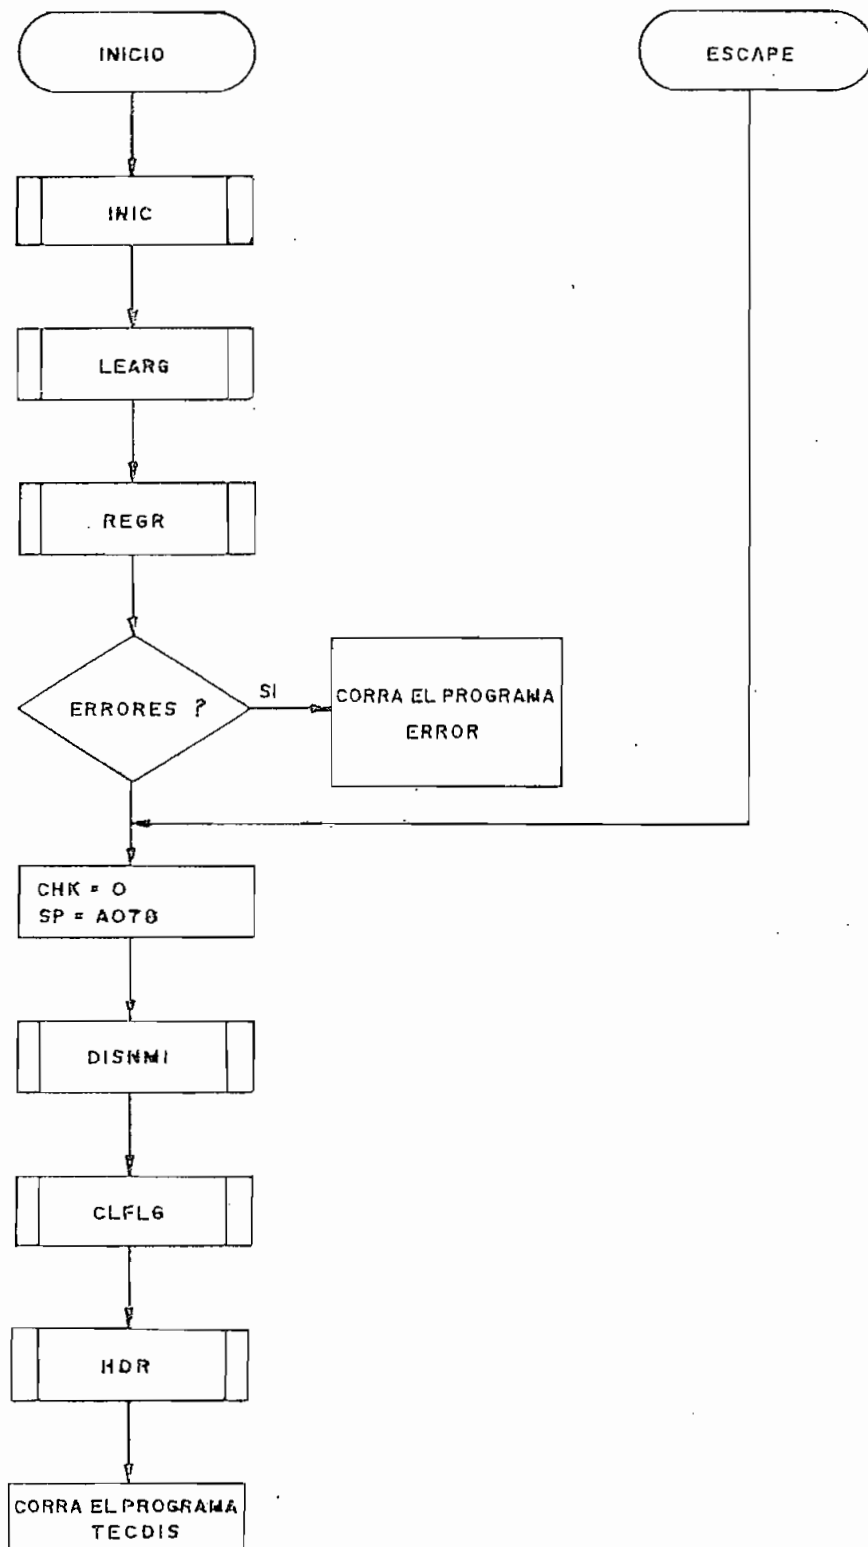 INICIO
ESCAPE
INIC
LEARG
REGR
ERRORES ?
SI
CORRA EL PROGRAMA
ERROR
CHK = 0
SP = A078
DISNMI
CLFLG
HDR
CORRA EL PROGRAMA
TECDIS